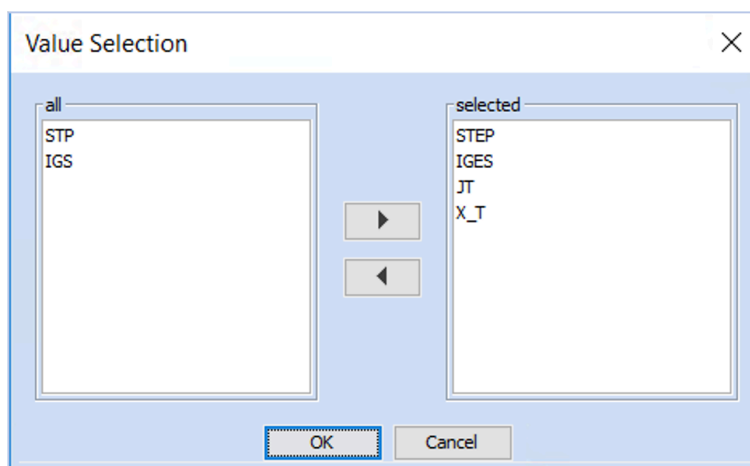 Value Selection
all
STP
IGS
selected
STEP
IGES
JT
X_T
OK
Cancel